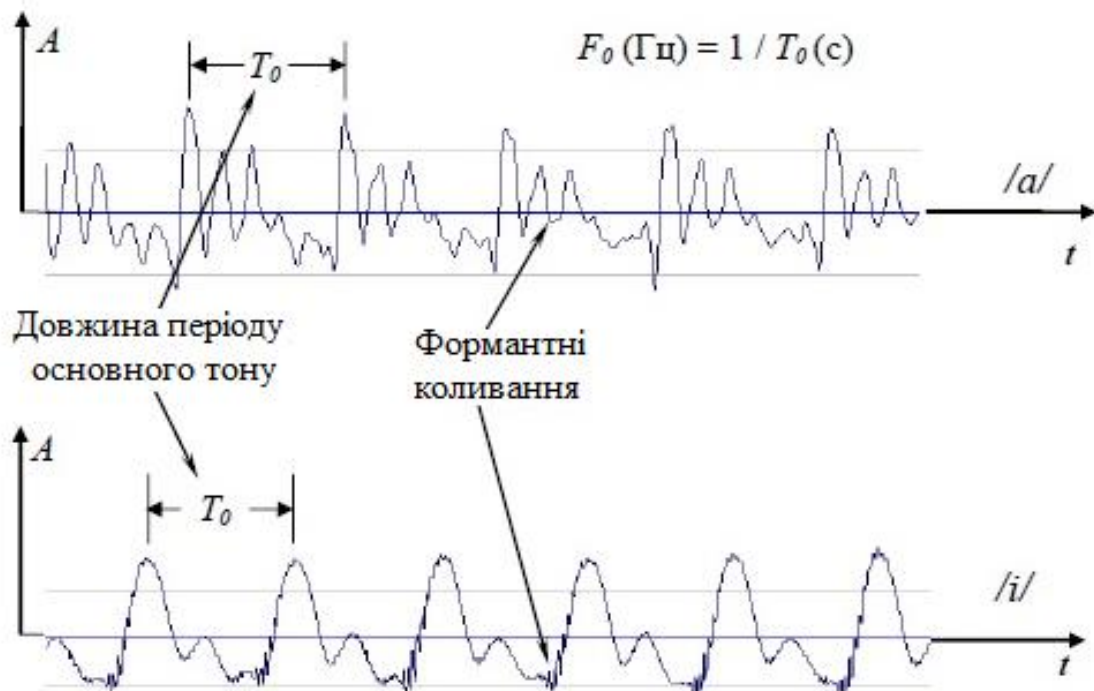 A
T₀
F₀ (Гц) = 1 / T₀ (с)
/a/
t
Довжина періоду
основного тону
Формантні
коливання
A
T₀
/i/
t